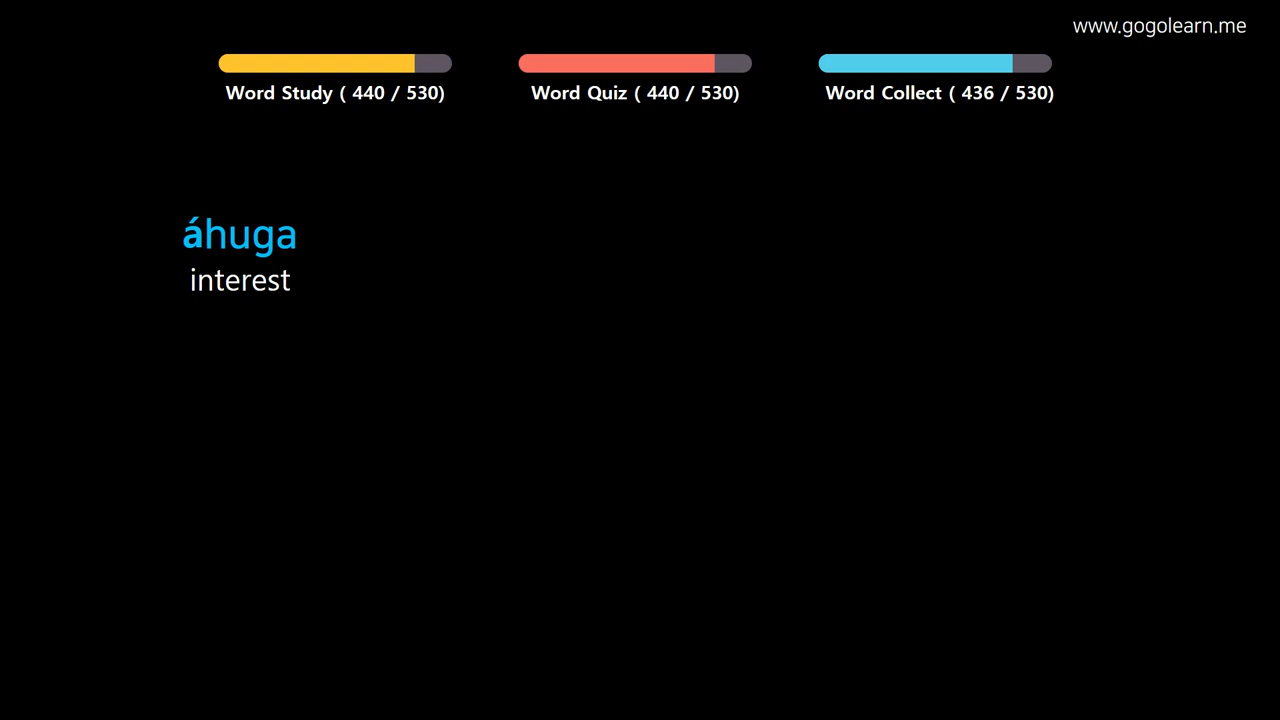 www.gogolearn.me
Word Study ( 440 / 530)
Word Quiz ( 440 / 530)
Word Collect ( 436 / 530)
áhuga
interest